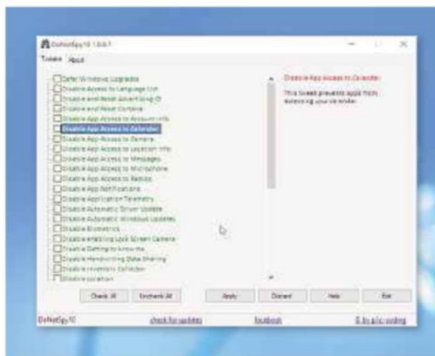 DoNotSpy10 1.0.0.1
Tweaks About
Defer Windows Upgrades
Disable Access to Language List
Disable and Reset Advertising ID
Disable and Reset Cortana
Disable App Access to Account Info
Disable App Access to Calendar
Disable App Access to Camera
Disable App Access to Location Info
Disable App Access to Messages
Disable App Access to Microphone
Disable App Access to Radios
Disable App Notifications
Disable Application Telemetry
Disable Automatic Driver Update
Disable Automatic Windows Updates
Disable Biometrics
Disable enabling Lock Screen Camera
Disable Getting to know me
Disable Handwriting Data Sharing
Disable Inventory Collector
Disable Location
Disable App Access to Calendar
This tweak prevents apps from
accessing your calendar.
Check All Uncheck All Apply Discard Help Exit
DoNotSpy10 check for updates facebook © by pXc-coding